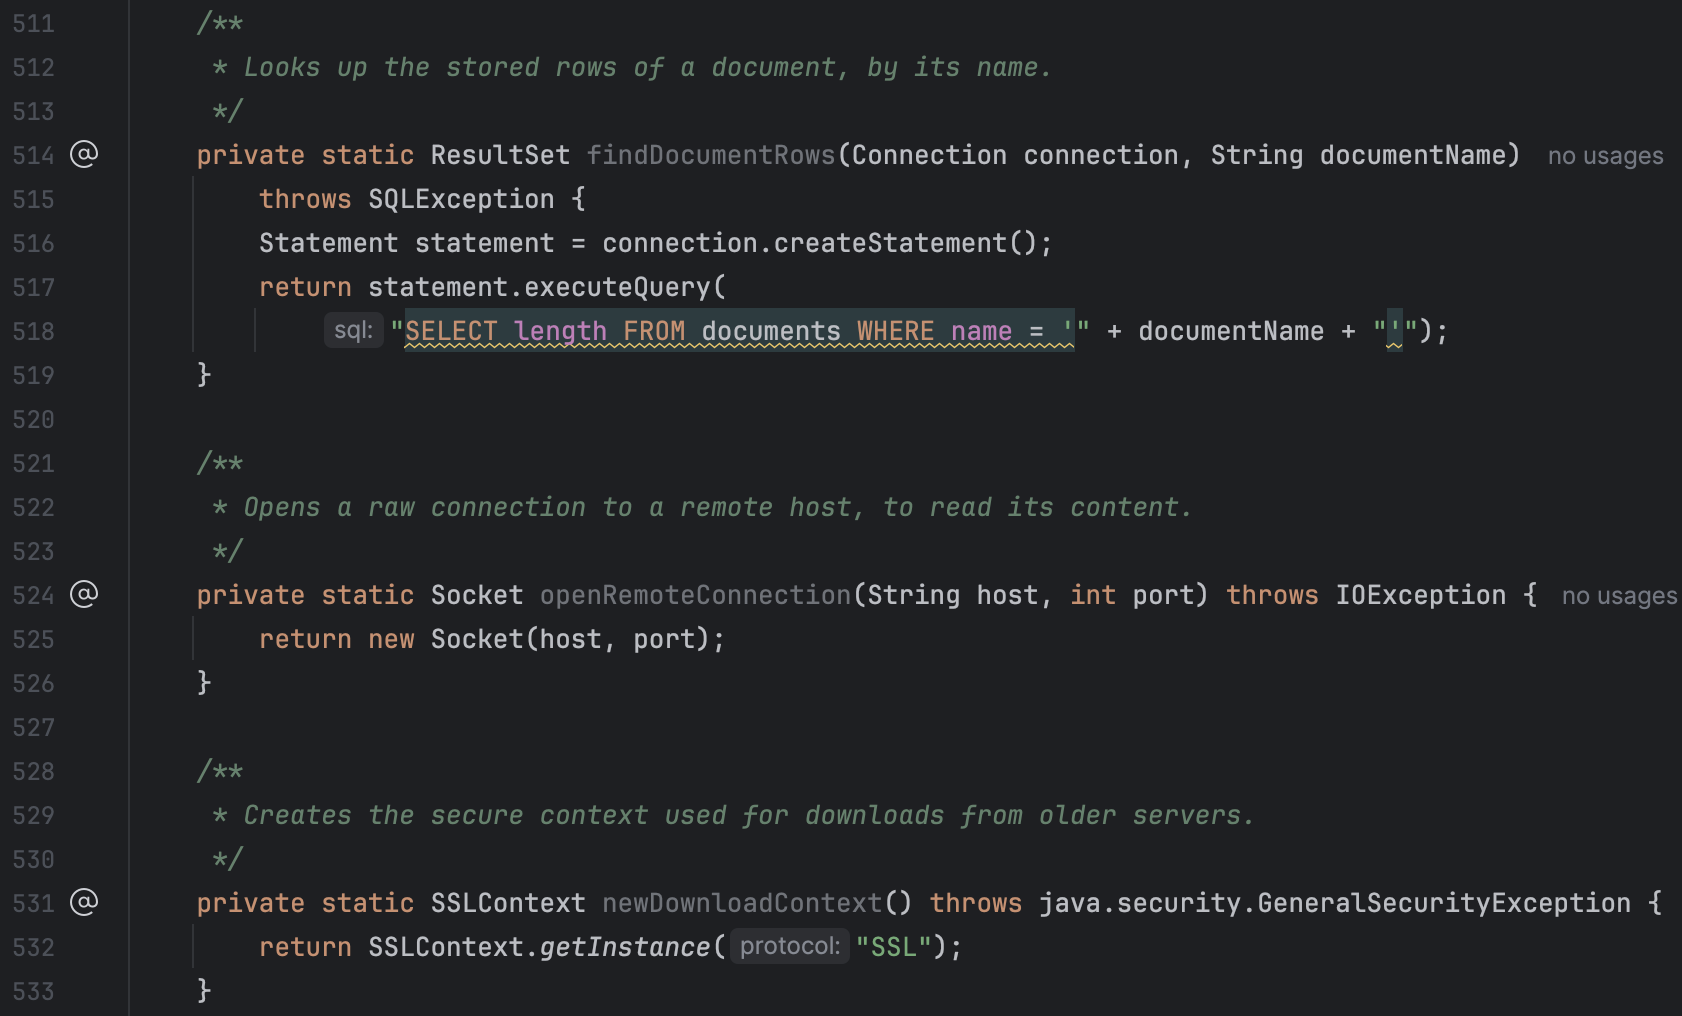 511 /**
512 * Looks up the stored rows of a document, by its name.
513 */
514 @ private static ResultSet findDocumentRows(Connection connection, String documentName) no usages
515 throws SQLException {
516 Statement statement = connection.createStatement();
517 return statement.executeQuery(
518 sql: "SELECT length FROM documents WHERE name = '" + documentName + "'");
519 }
520
521 /**
522 * Opens a raw connection to a remote host, to read its content.
523 */
524 @ private static Socket openRemoteConnection(String host, int port) throws IOException { no usages
525 return new Socket(host, port);
526 }
527
528 /**
529 * Creates the secure context used for downloads from older servers.
530 */
531 @ private static SSLContext newDownloadContext() throws java.security.GeneralSecurityException {
532 return SSLContext.getInstance( protocol: "SSL");
533 }